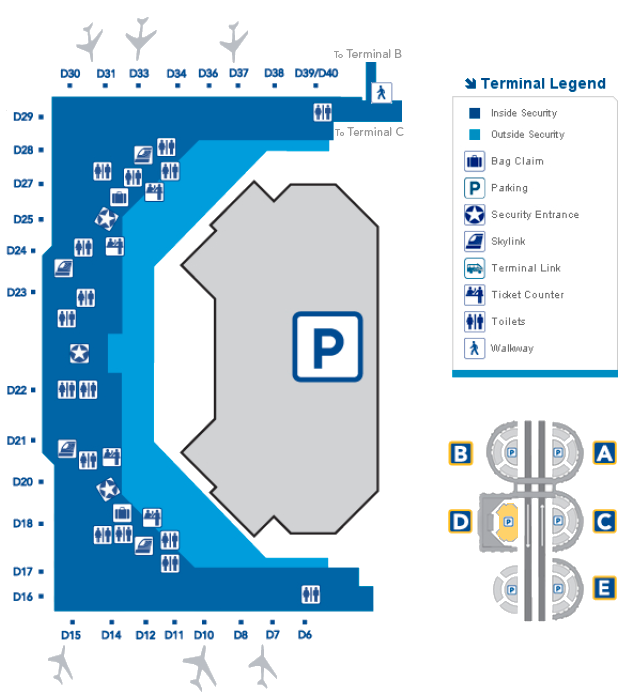 To Terminal B
D30 D31 D33 D34 D36 D37 D38 D39/D40
To Terminal C
D29
D28
D27
D25
D24
D23
D22
D21
D20
D18
D17
D16
D15 D14 D12 D11 D10 D8 D7 D6
P
Terminal Legend
Inside Security
Outside Security
Bag Claim
P Parking
Security Entrance
Skylink
Terminal Link
Ticket Counter
Toilets
Walkway
B P P A
D P P C
P P E